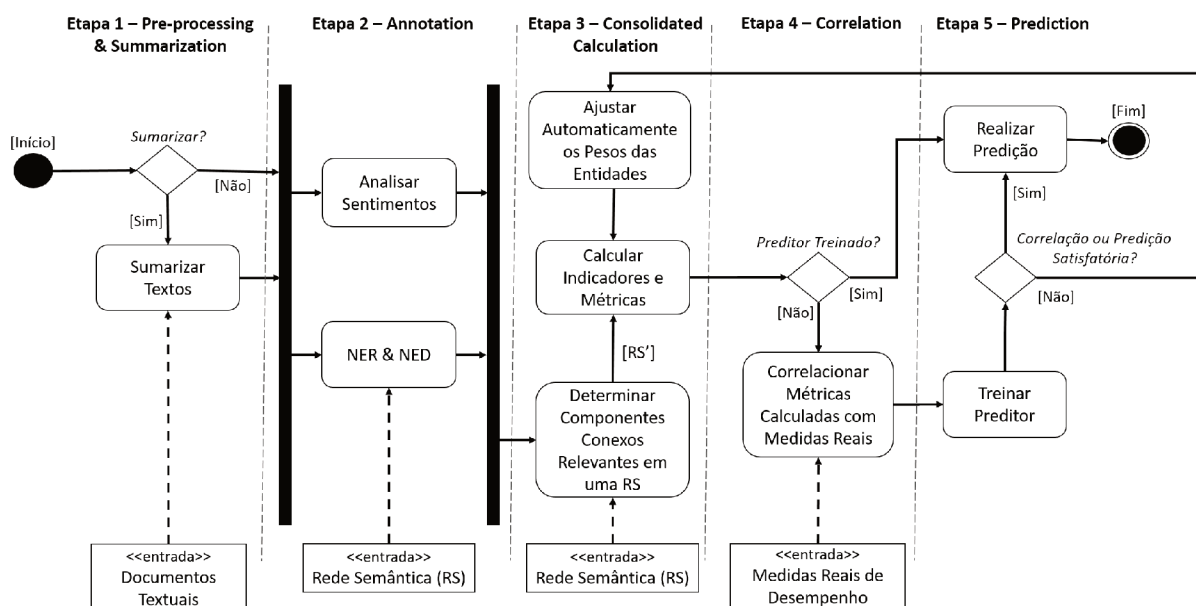 Etapa 1 – Pre-processing
& Summarization
Etapa 2 – Annotation
Etapa 3 – Consolidated
Calculation
Etapa 4 – Correlation
Etapa 5 – Prediction
[Início]
Sumarizar?
[Não]
[Sim]
Sumarizar
Textos
<<entrada>>
Documentos
Textuais
Analisar
Sentimentos
NER & NED
<<entrada>>
Rede Semântica (RS)
Ajustar
Automaticamente
os Pesos das
Entidades
Calcular
Indicadores e
Métricas
[RS’]
Determinar
Componentes
Conexos
Relevantes em
uma RS
<<entrada>>
Rede Semântica (RS)
Preditor Treinado?
[Sim]
[Não]
Correlacionar
Métricas
Calculadas com
Medidas Reais
<<entrada>>
Medidas Reais de
Desempenho
Realizar
Predição
[Fim]
[Sim]
Correlação ou Predição
Satisfatória?
[Não]
Treinar
Preditor